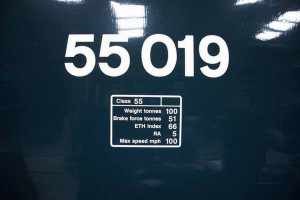 55 019
Class 55
Weight tonnes 100
Brake force tonnes 51
ETH index 66
RA 5
Max speed mph 100